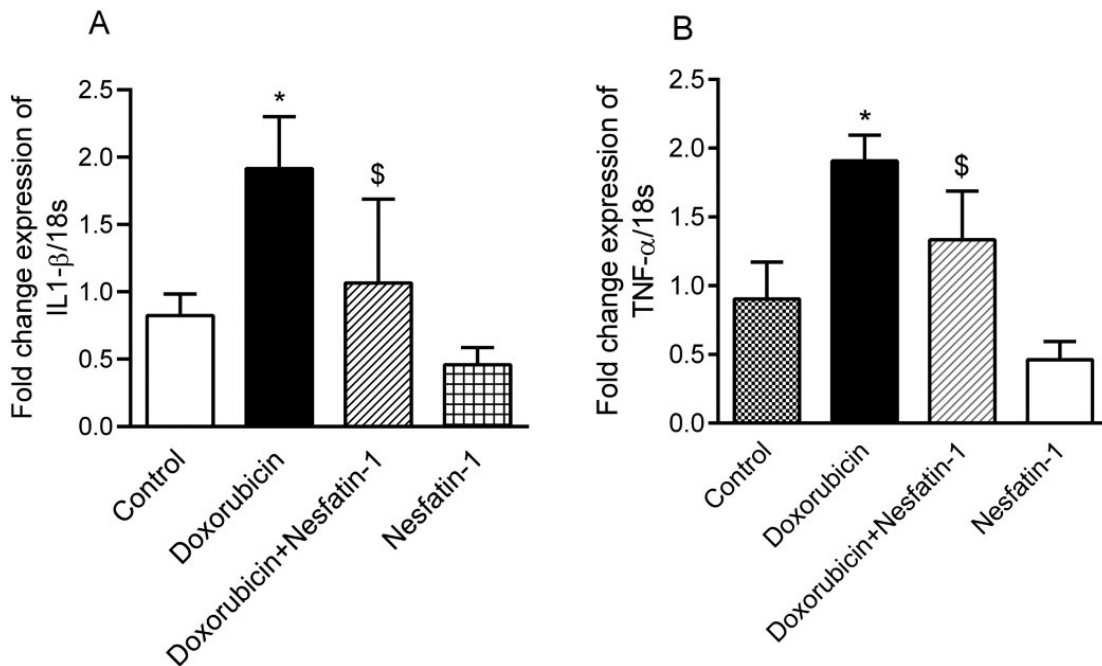 A
Fold change expression of
IL1-β/18s
2.5
2.0
1.5
1.0
0.5
0.0
*
$
Control
Doxorubicin
Doxorubicin+Nesfatin-1
Nesfatin-1
B
Fold change expression of
TNF-α/18s
2.5
2.0
1.5
1.0
0.5
0.0
*
$
Control
Doxorubicin
Doxorubicin+Nesfatin-1
Nesfatin-1